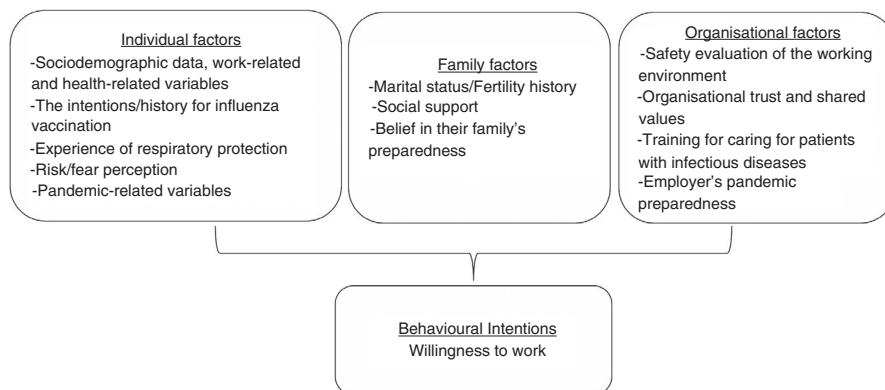 Individual factors
-Sociodemographic data, work-related
and health-related variables
-The intentions/history for influenza
vaccination
-Experience of respiratory protection
-Risk/fear perception
-Pandemic-related variables
Family factors
-Marital status/Fertility history
-Social support
-Belief in their family’s
preparedness
Organisational factors
-Safety evaluation of the working
environment
-Organisational trust and shared
values
-Training for caring for patients
with infectious diseases
-Employer’s pandemic
preparedness
Behavioural Intentions
Willingness to work